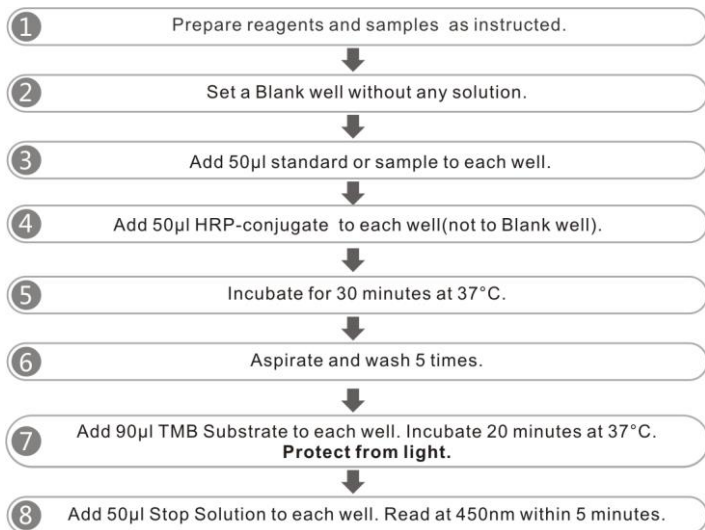 1 Prepare reagents and samples as instructed.
2 Set a Blank well without any solution.
3 Add 50µl standard or sample to each well.
4 Add 50µl HRP-conjugate to each well(not to Blank well).
5 Incubate for 30 minutes at 37°C.
6 Aspirate and wash 5 times.
7 Add 90µl TMB Substrate to each well. Incubate 20 minutes at 37°C.
Protect from light.
8 Add 50µl Stop Solution to each well. Read at 450nm within 5 minutes.